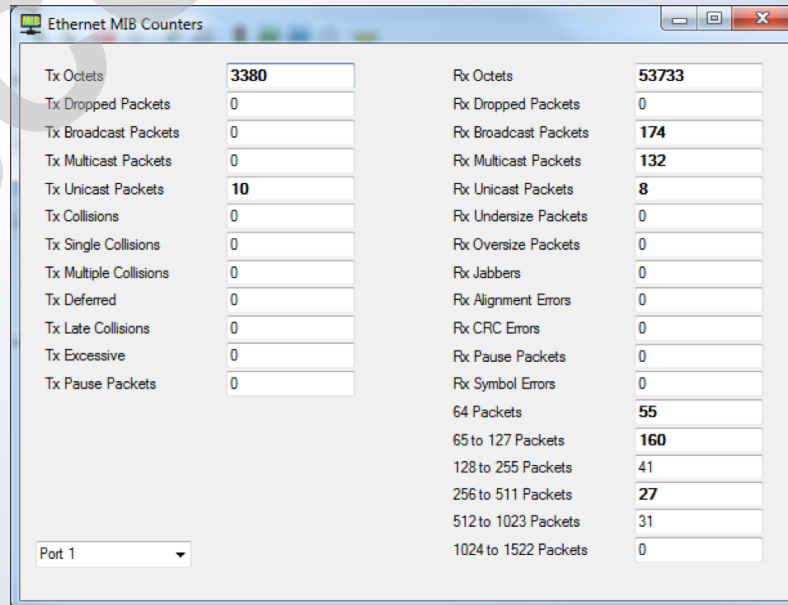 Ethernet MIB Counters
Tx Octets 3380 Rx Octets 53733
Tx Dropped Packets 0 Rx Dropped Packets 0
Tx Broadcast Packets 0 Rx Broadcast Packets 174
Tx Multicast Packets 0 Rx Multicast Packets 132
Tx Unicast Packets 10 Rx Unicast Packets 8
Tx Collisions 0 Rx Undersize Packets 0
Tx Single Collisions 0 Rx Oversize Packets 0
Tx Multiple Collisions 0 Rx Jabbers 0
Tx Deferred 0 Rx Alignment Errors 0
Tx Late Collisions 0 Rx CRC Errors 0
Tx Excessive 0 Rx Pause Packets 0
Tx Pause Packets 0 Rx Symbol Errors 0
64 Packets 55
65 to 127 Packets 160
128 to 255 Packets 41
256 to 511 Packets 27
512 to 1023 Packets 31
Port 1 1024 to 1522 Packets 0